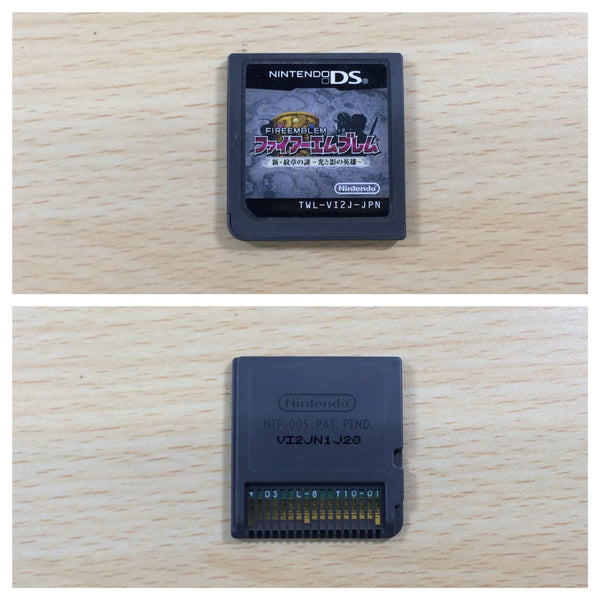 NINTENDO DS®
FIRE EMBLEM
ファイアーエムブレム
新・紋章の謎 ～光と影の英雄～
Nintendo
TWL-VI2J-JPN
Nintendo
NTR-005 PAT. PEND.
VI2JN1J20
DS L-8 Y10-01